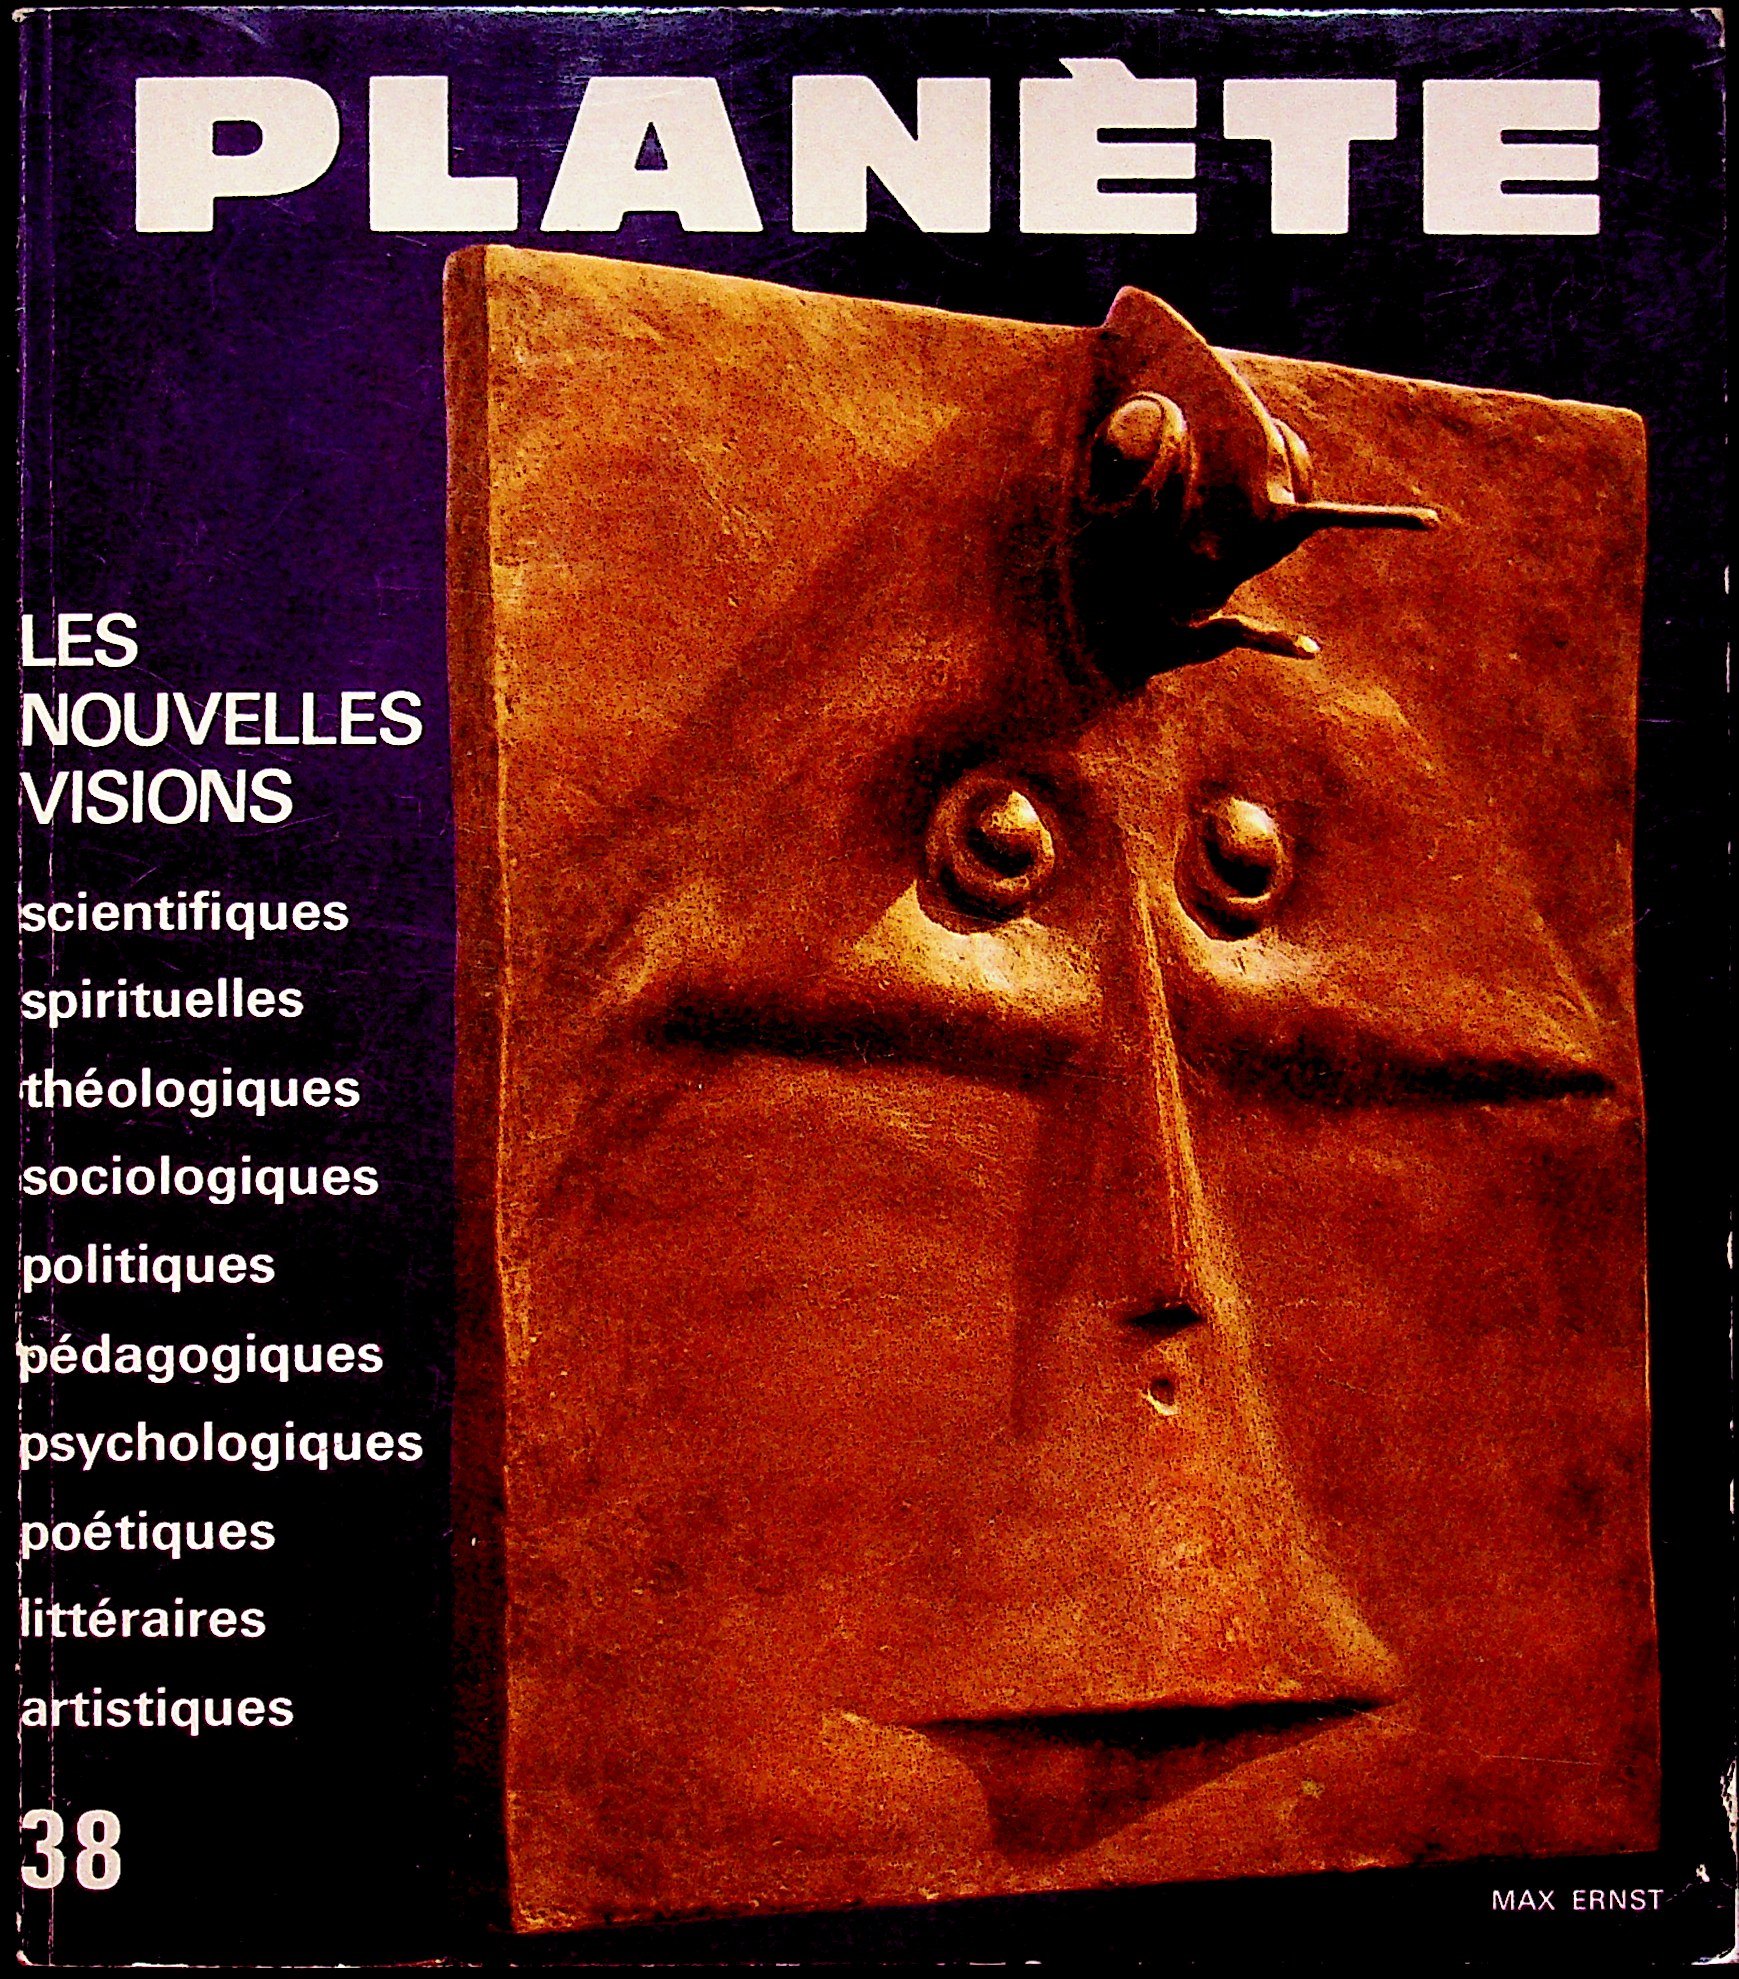 PLANÈTE
LES
NOUVELLES
VISIONS
scientifiques
spirituelles
théologiques
sociologiques
politiques
pédagogiques
psychologiques
poétiques
littéraires
artistiques
38
MAX ERNST